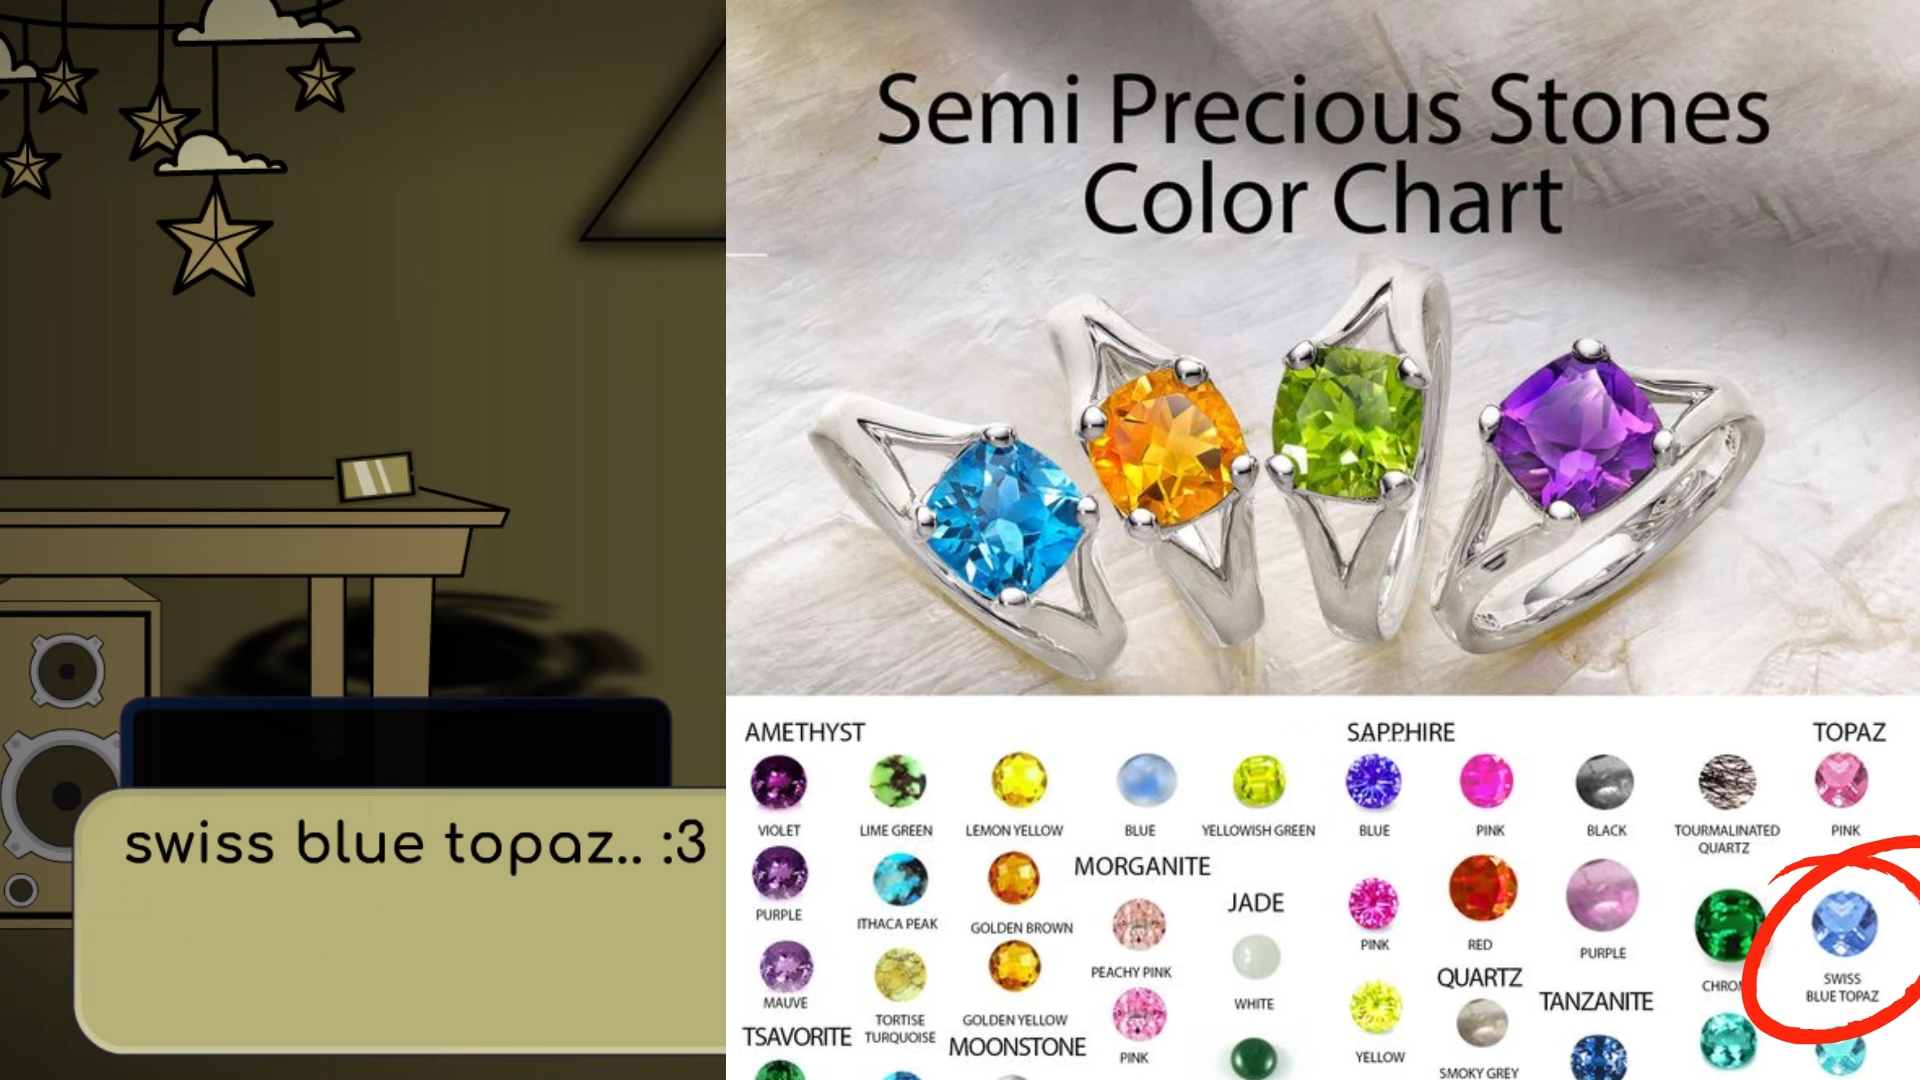 swiss blue topaz.. :3
Semi Precious Stones
Color Chart
AMETHYST
SAPPHIRE
TOPAZ
VIOLET
LIME GREEN
LEMON YELLOW
BLUE
YELLOWISH GREEN
BLUE
PINK
BLACK
TOURMALINATED
QUARTZ
PINK
MORGANITE
JADE
PURPLE
ITHACA PEAK
GOLDEN BROWN
PEACHY PINK
PINK
RED
PURPLE
SWISS
BLUE TOPAZ
QUARTZ
TANZANITE
MAUVE
TORTISE
TURQUOISE
GOLDEN YELLOW
WHITE
TSAVORITE
MOONSTONE
PINK
YELLOW
SMOKY GREY